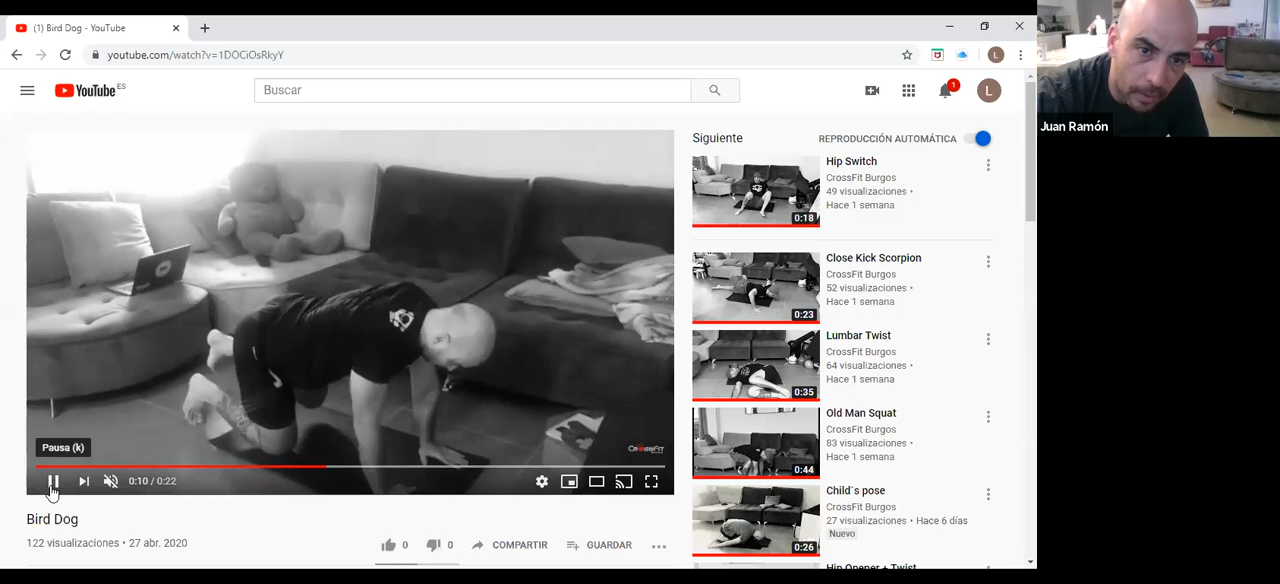 (1) Bird Dog - YouTube
youtube.com/watch?v=1DOCiOsRkyY
L
YouTube ES
Buscar
1
L
Juan Ramón
Siguiente
REPRODUCCIÓN AUTOMÁTICA
Hip Switch
CrossFit Burgos
49 visualizaciones •
Hace 1 semana
0:18
Close Kick Scorpion
CrossFit Burgos
52 visualizaciones •
Hace 1 semana
0:23
Lumbar Twist
CrossFit Burgos
64 visualizaciones •
Hace 1 semana
0:35
Old Man Squat
CrossFit Burgos
83 visualizaciones •
Hace 1 semana
0:44
Child´s pose
CrossFit Burgos
27 visualizaciones • Hace 6 días
Nuevo
0:26
Hip Opener + Twist
Pausa (k)
CROSSFIT
0:10 / 0:22
Bird Dog
122 visualizaciones • 27 abr. 2020
0
0
COMPARTIR
GUARDAR